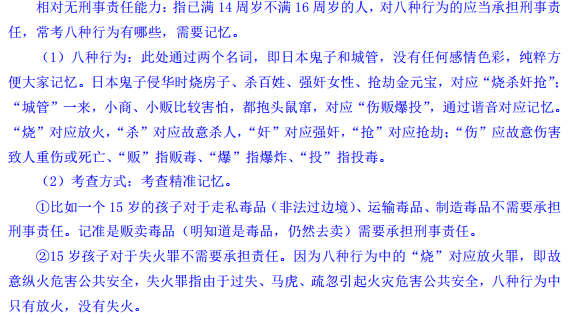 相对无刑事责任能力：指已满 14 周岁不满 16 周岁的人，对八种行为的应当承担刑事责
任，常考八种行为有哪些，需要记忆。
（1）八种行为：此处通过两个名词，即日本鬼子和城管，没有任何感情色彩，纯粹方
便大家记忆。日本鬼子侵华时烧房子、杀百姓、强奸女性、抢劫金元宝，对应“烧杀奸抢”；
“城管”一来，小商、小贩比较害怕，都抱头鼠窜，对应“伤贩爆投”，通过谐音对应记忆。
“烧”对应放火，“杀”对应故意杀人，“奸”对应强奸，“抢”对应抢劫；“伤”应故意伤害
致人重伤或死亡、“贩”指贩毒、“爆”指爆炸、“投”指投毒。
（2）考查方式：考查精准记忆。
①比如一个 15 岁的孩子对于走私毒品（非法过边境）、运输毒品、制造毒品不需要承担
刑事责任。记准是贩卖毒品（明知道是毒品，仍然去卖）需要承担刑事责任。
②15 岁孩子对于失火罪不需要承担责任。因为八种行为中的“烧”对应放火罪，即故
意纵火危害公共安全，失火罪指由于过失、马虎、疏忽引起火灾危害公共安全，八种行为中
只有放火，没有失火。